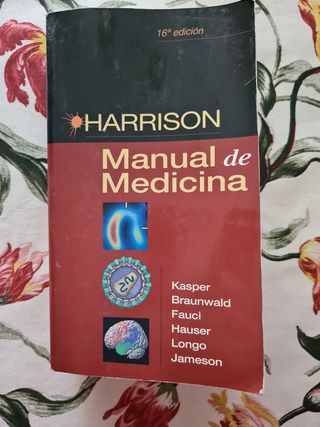 16ª edición
HARRISON
Manual de
Medicina
Kasper
Braunwald
Fauci
Hauser
Longo
Jameson